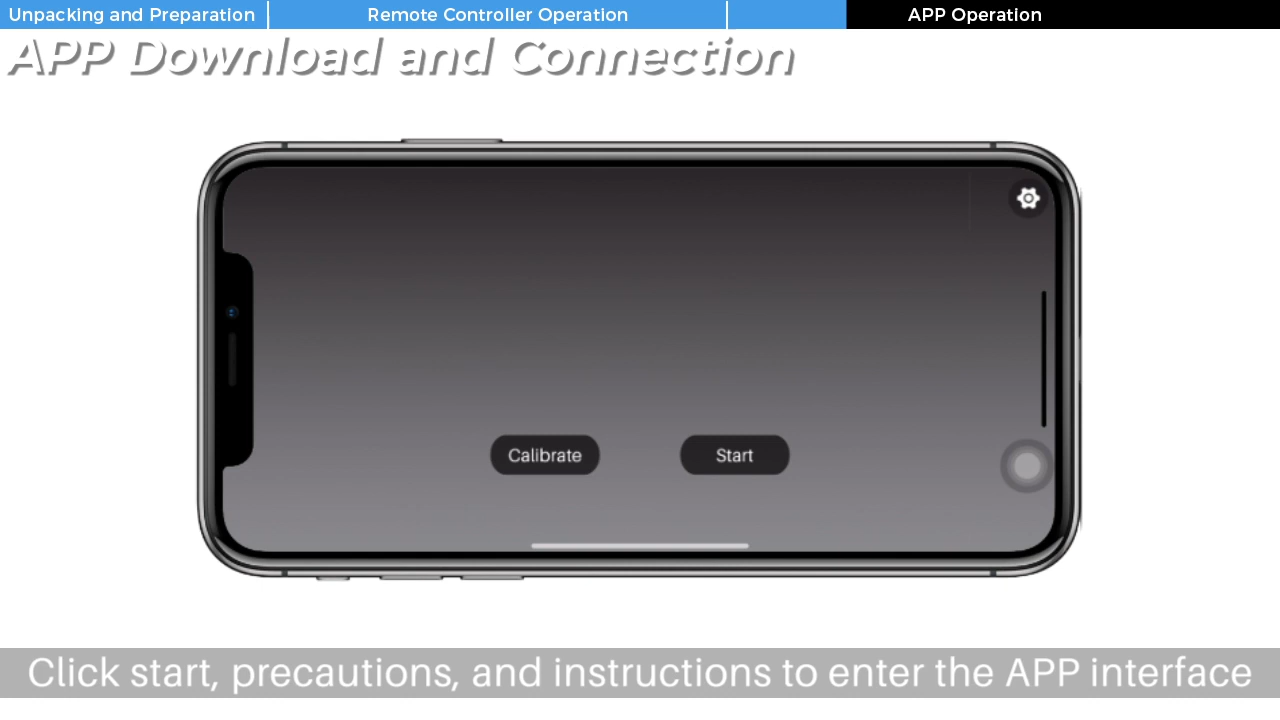 Unpacking and Preparation
Remote Controller Operation
APP Operation
APP Download and Connection
Calibrate
Start
Click start, precautions, and instructions to enter the APP interface